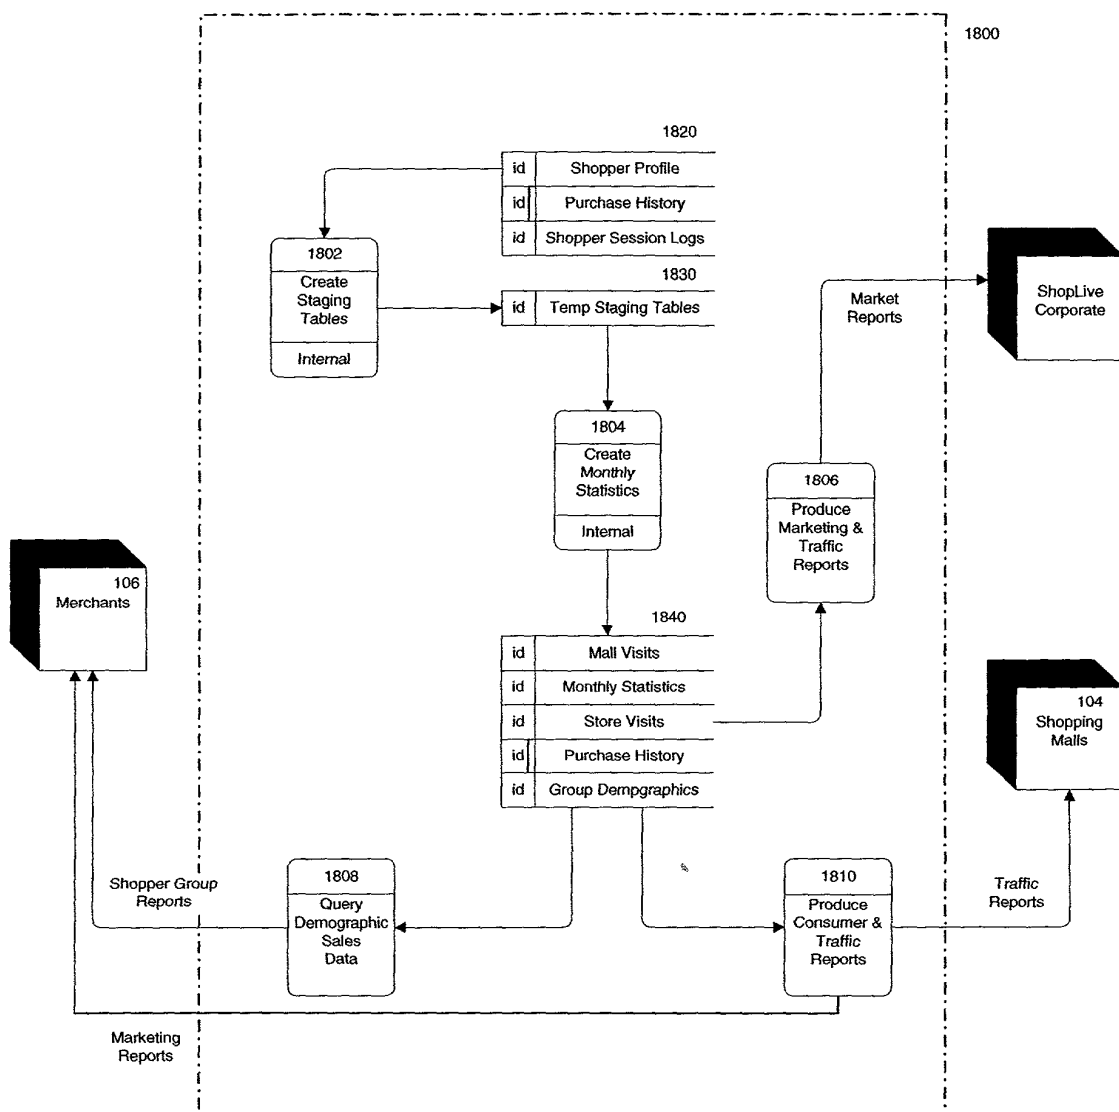 1800
1820
id Shopper Profile
id Purchase History
id Shopper Session Logs
1802
Create
Staging
Tables
Internal
1830
id Temp Staging Tables
Market
Reports
ShopLive
Corporate
1804
Create
Monthly
Statistics
Internal
1806
Produce
Marketing &
Traffic
Reports
106
Merchants
1840
id Mall Visits
id Monthly Statistics
id Store Visits
id Purchase History
id Group Dempgraphics
104
Shopping
Malls
Shopper Group
Reports
1808
Query
Demographic
Sales
Data
1810
Produce
Consumer &
Traffic
Reports
Traffic
Reports
Marketing
Reports